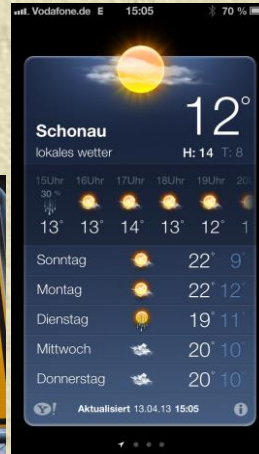 Vodafone.de E 15:05 70 %
12°
Schonau
lokales wetter H: 14 T: 8
15Uhr 16Uhr 17Uhr 18Uhr 19Uhr 20
30 %
13° 13° 14° 13° 12° 1
Sonntag 22° 9°
Montag 22° 12°
Dienstag 19° 11°
Mittwoch 20° 10°
Donnerstag 20° 10°
Y! Aktualisiert 13.04.13 15:05 i